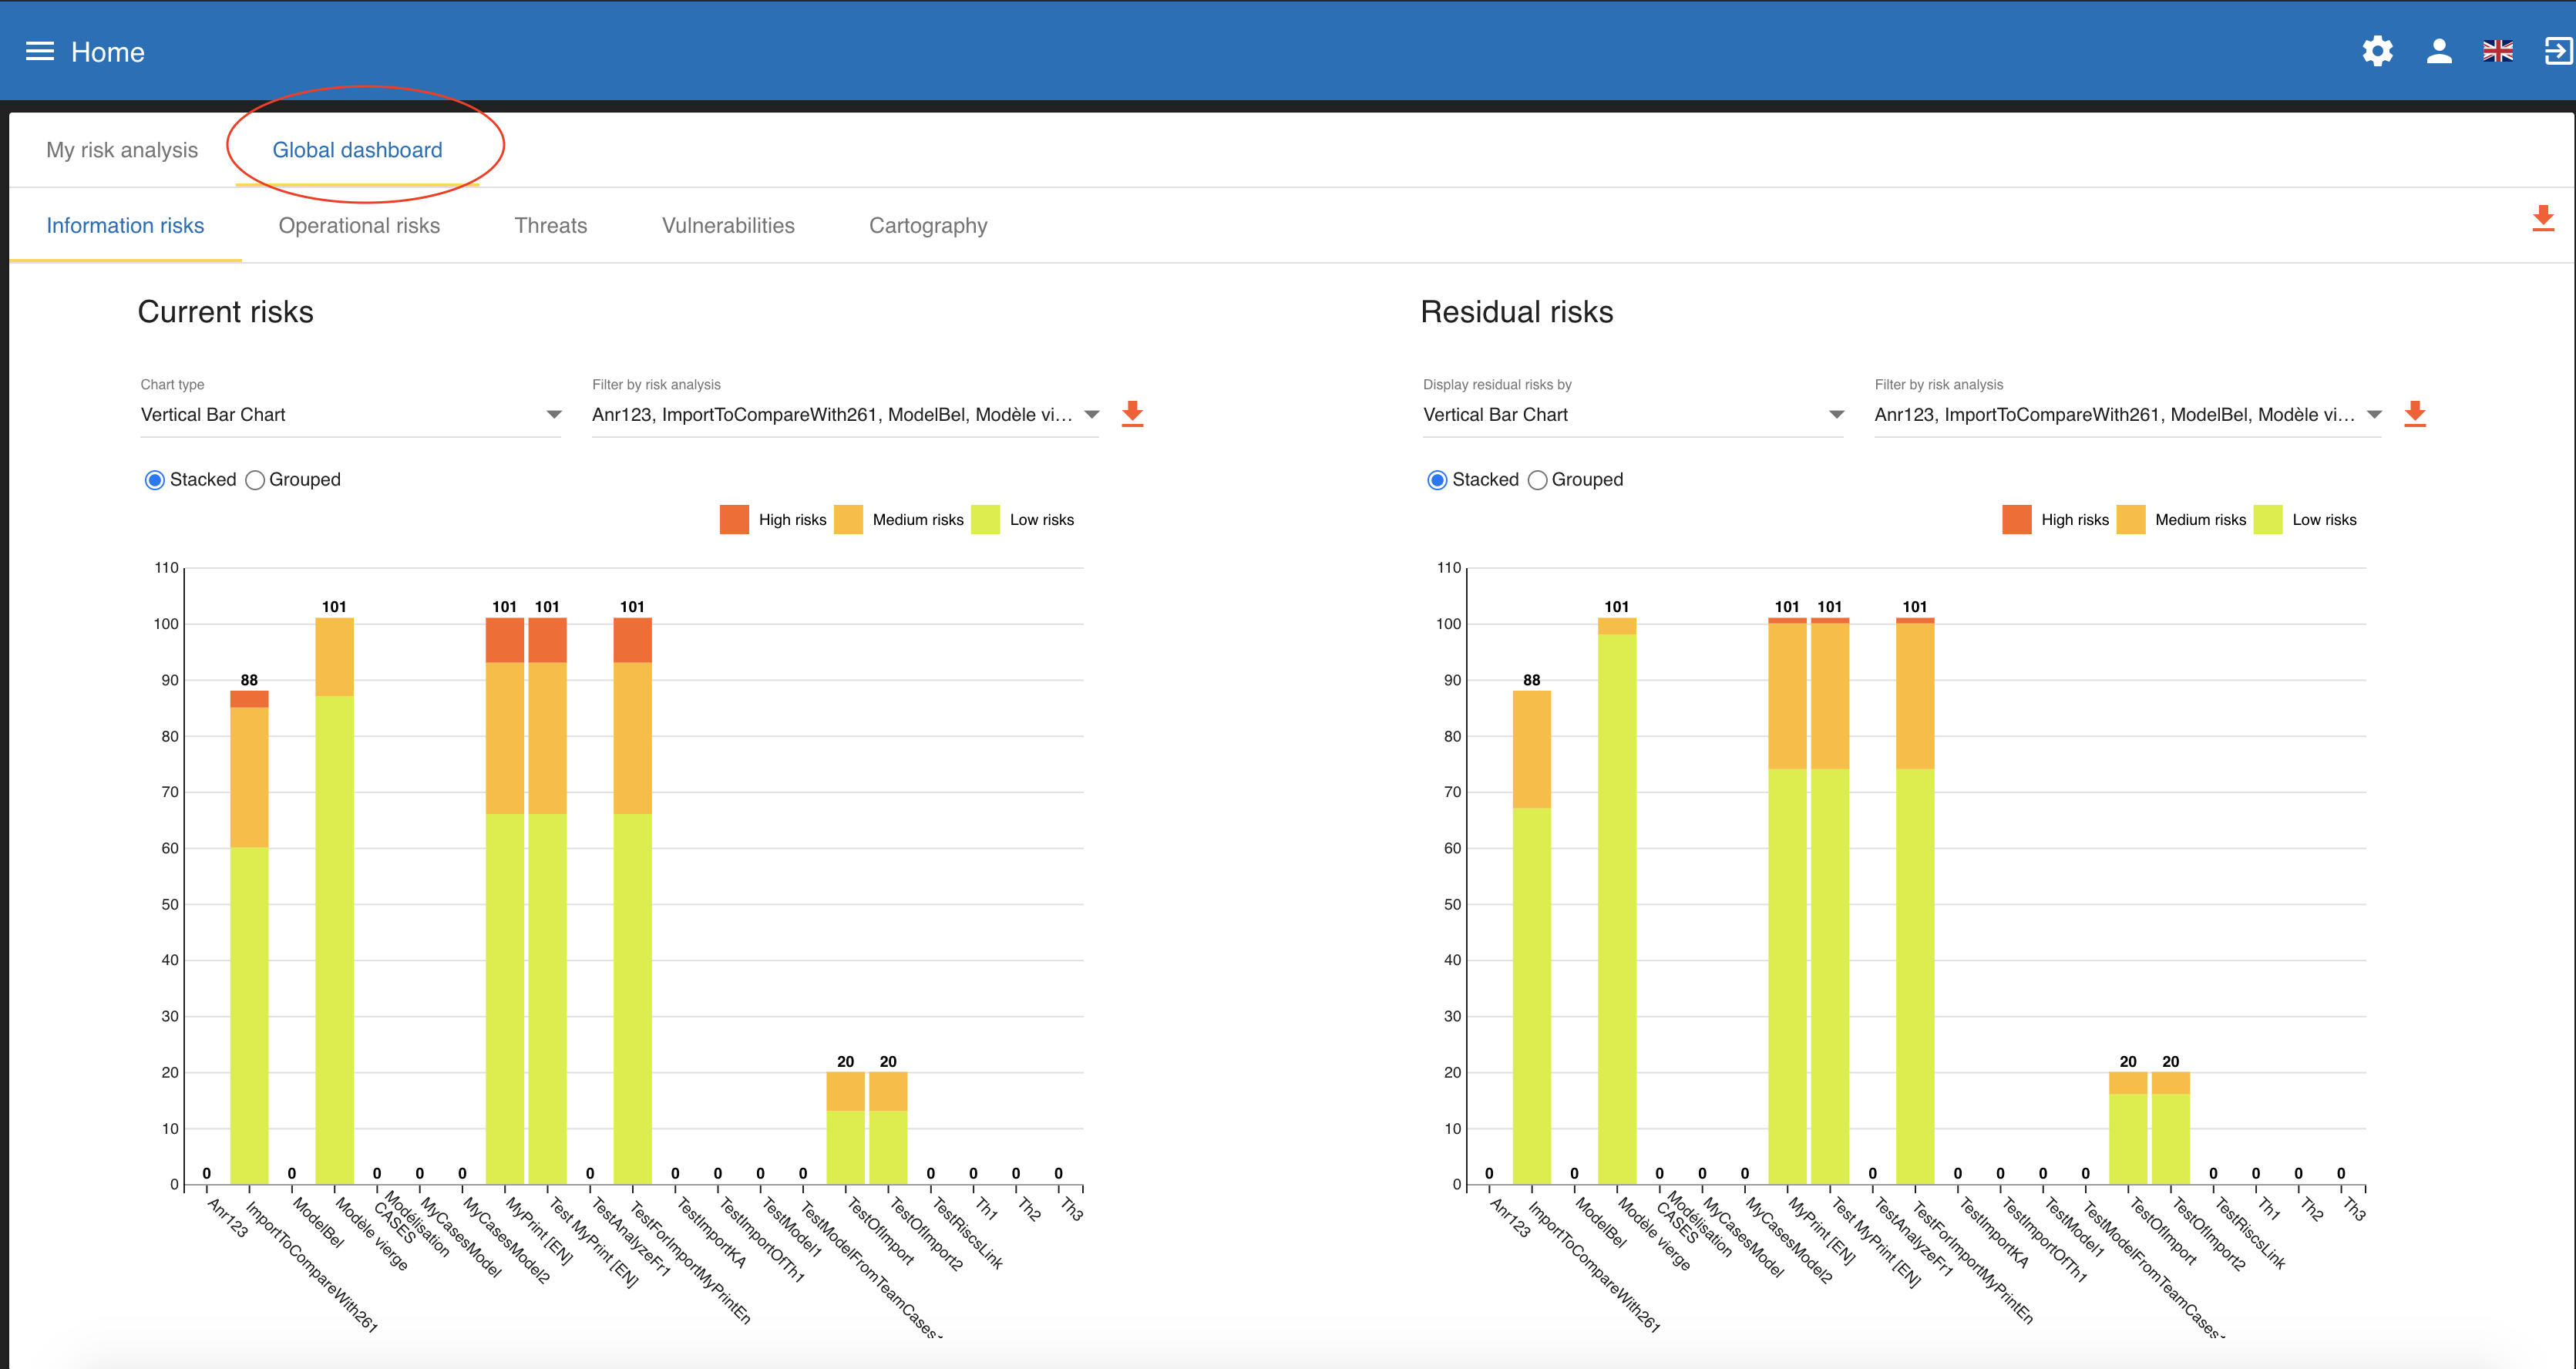 Home
My risk analysis Global dashboard
Information risks Operational risks Threats Vulnerabilities Cartography
Current risks
Chart type Filter by risk analysis
Vertical Bar Chart Anr123, ImportToCompareWith261, ModelBel, Modèle vi...
Stacked Grouped
High risks Medium risks Low risks
110
100
90
80
70
60
50
40
30
20
10
0
0 88 0 101 0 0 0 101 101 0 101 0 0 0 0 20 20 0 0 0 0
Anr123
ImportToCompareWith261
ModelBel
Modèle vierge
Modélisation
CASES
MyCasesModel
MyCasesModel2
MyPrint [EN]
Test MyPrint [EN]
TestAnalyzeFr1
TestForImportMyPrintEn
TestImportKA
TestImportOfTh1
TestModel1
TestModelFromTeamCases
TestOfImport
TestOfImport2
TestRiscsLink
Th1
Th2
Th3
Residual risks
Display residual risks by Filter by risk analysis
Vertical Bar Chart Anr123, ImportToCompareWith261, ModelBel, Modèle vi...
Stacked Grouped
High risks Medium risks Low risks
110
100
90
80
70
60
50
40
30
20
10
0
0 88 0 101 0 0 0 101 101 0 101 0 0 0 0 20 20 0 0 0 0
Anr123
ImportToCompareWith261
ModelBel
Modèle vierge
Modélisation
CASES
MyCasesModel
MyCasesModel2
MyPrint [EN]
Test MyPrint [EN]
TestAnalyzeFr1
TestForImportMyPrintEn
TestImportKA
TestImportOfTh1
TestModel1
TestModelFromTeamCases
TestOfImport
TestOfImport2
TestRiscsLink
Th1
Th2
Th3